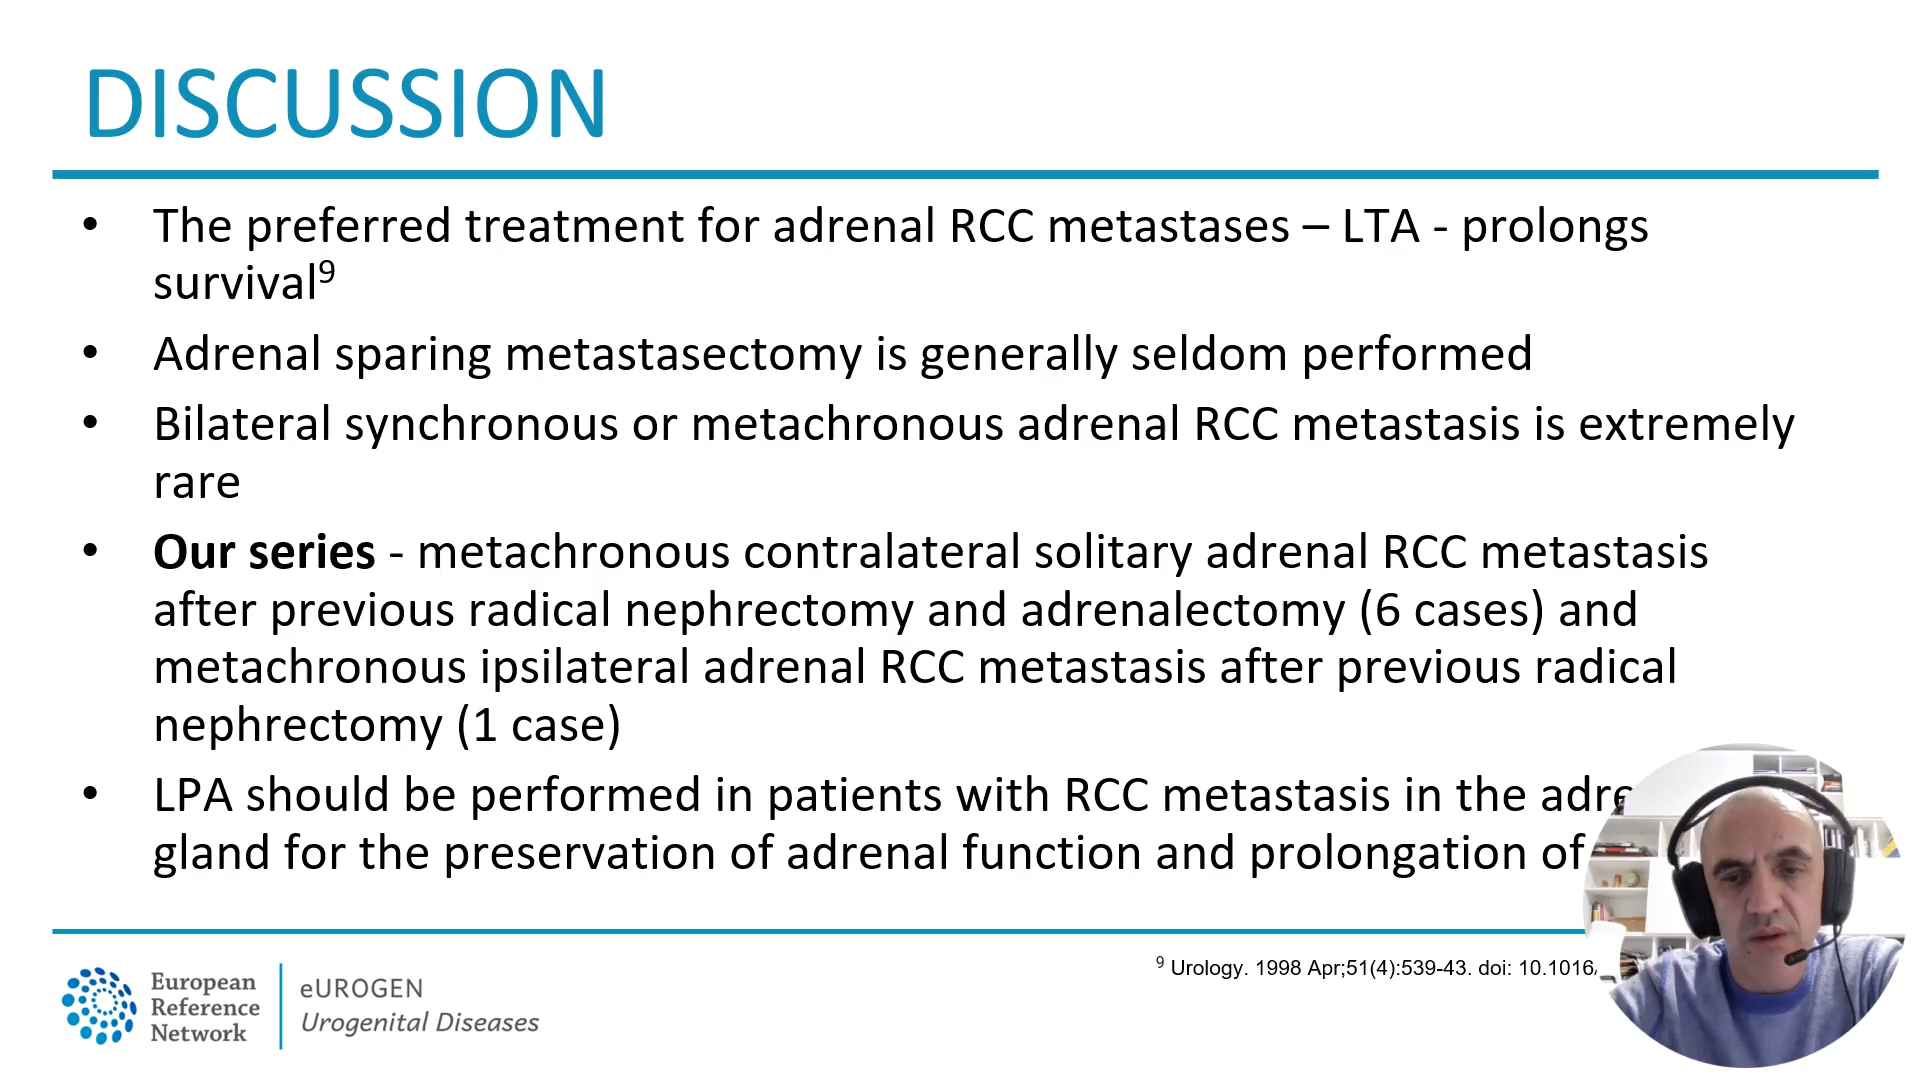 DISCUSSION
• The preferred treatment for adrenal RCC metastases – LTA - prolongs
survival⁹
• Adrenal sparing metastasectomy is generally seldom performed
• Bilateral synchronous or metachronous adrenal RCC metastasis is extremely
rare
• Our series - metachronous contralateral solitary adrenal RCC metastasis
after previous radical nephrectomy and adrenalectomy (6 cases) and
metachronous ipsilateral adrenal RCC metastasis after previous radical
nephrectomy (1 case)
• LPA should be performed in patients with RCC metastasis in the
gland for the preservation of adrenal function and prolongation of
⁹ Urology. 1998 Apr;51(4):539-43. doi: 10.1016
European
Reference
Network
eUROGEN
Urogenital Diseases